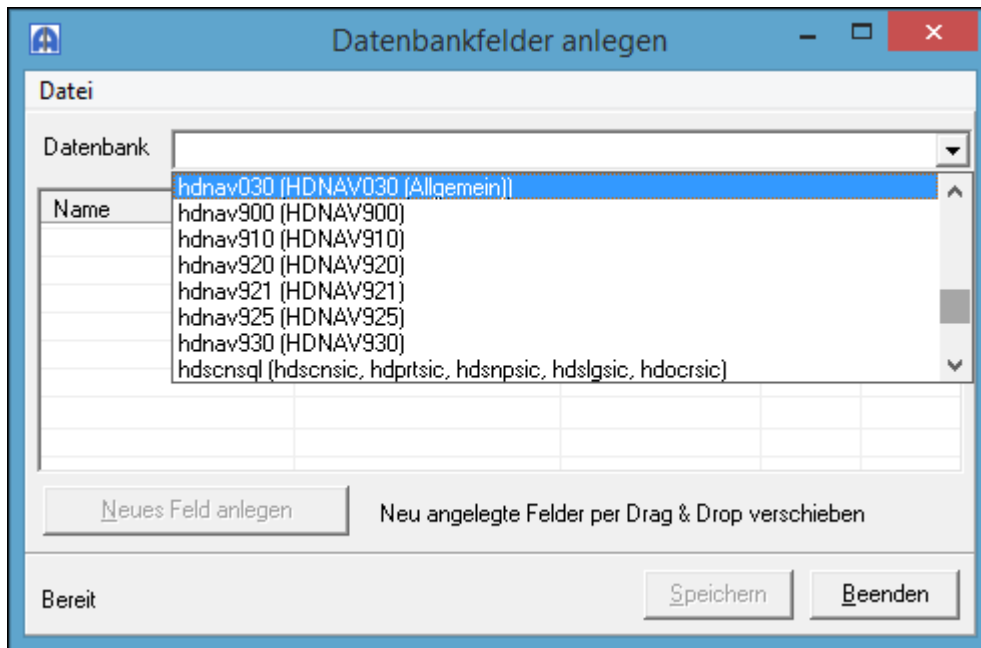 Datenbankfelder anlegen
Datei
Datenbank
hdnav030 (HDNAV030 (Allgemein))
Name
hdnav900 (HDNAV900)
hdnav910 (HDNAV910)
hdnav920 (HDNAV920)
hdnav921 (HDNAV921)
hdnav925 (HDNAV925)
hdnav930 (HDNAV930)
hdscnsql (hdscnsic, hdprtsic, hdsnpsic, hdslgsic, hdocrsic)
Neues Feld anlegen
Neu angelegte Felder per Drag & Drop verschieben
Bereit
Speichern
Beenden